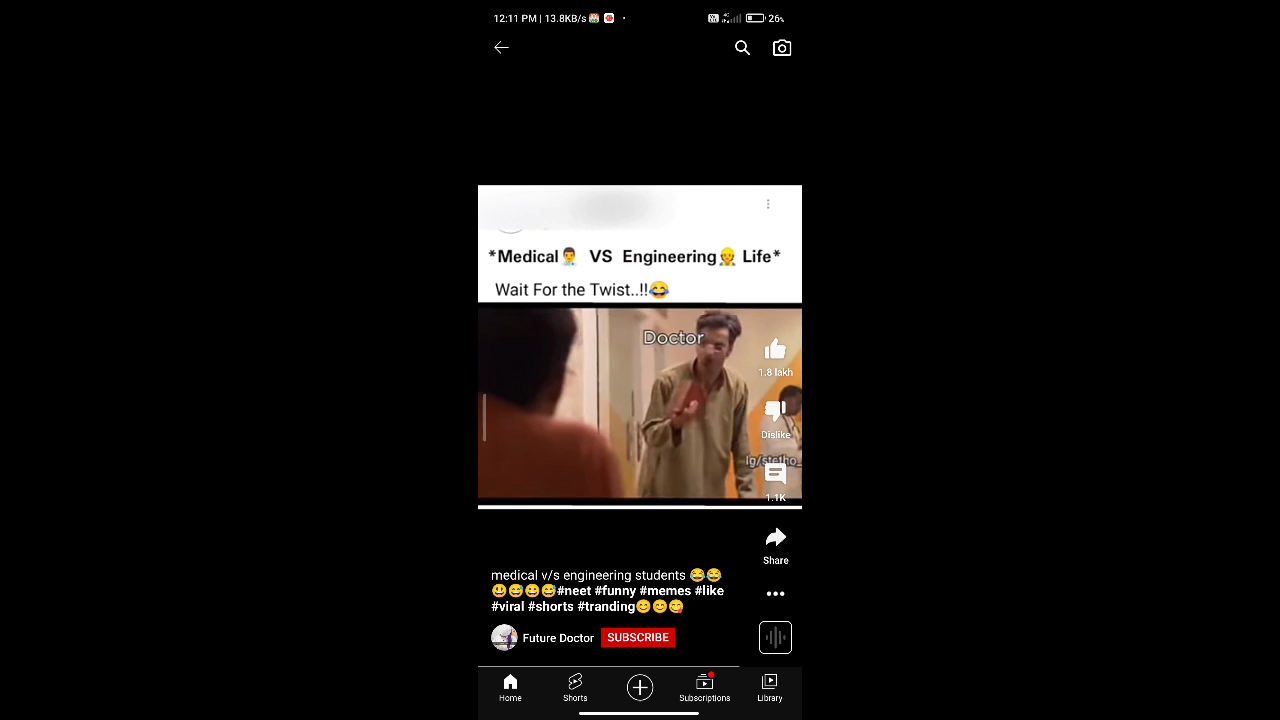 12:11 PM | 13.8KB/s
26%
*Medical👨‍⚕️ VS Engineering👷 Life*
Wait For the Twist..!!😂
Doctor
1.8 lakh
Dislike
Ig/stetho_
1.1K
Share
medical v/s engineering students 😂😂
😃😅😄😅#neet #funny #memes #like
#viral #shorts #tranding😊😊😋
Future Doctor SUBSCRIBE
Home Shorts Subscriptions Library